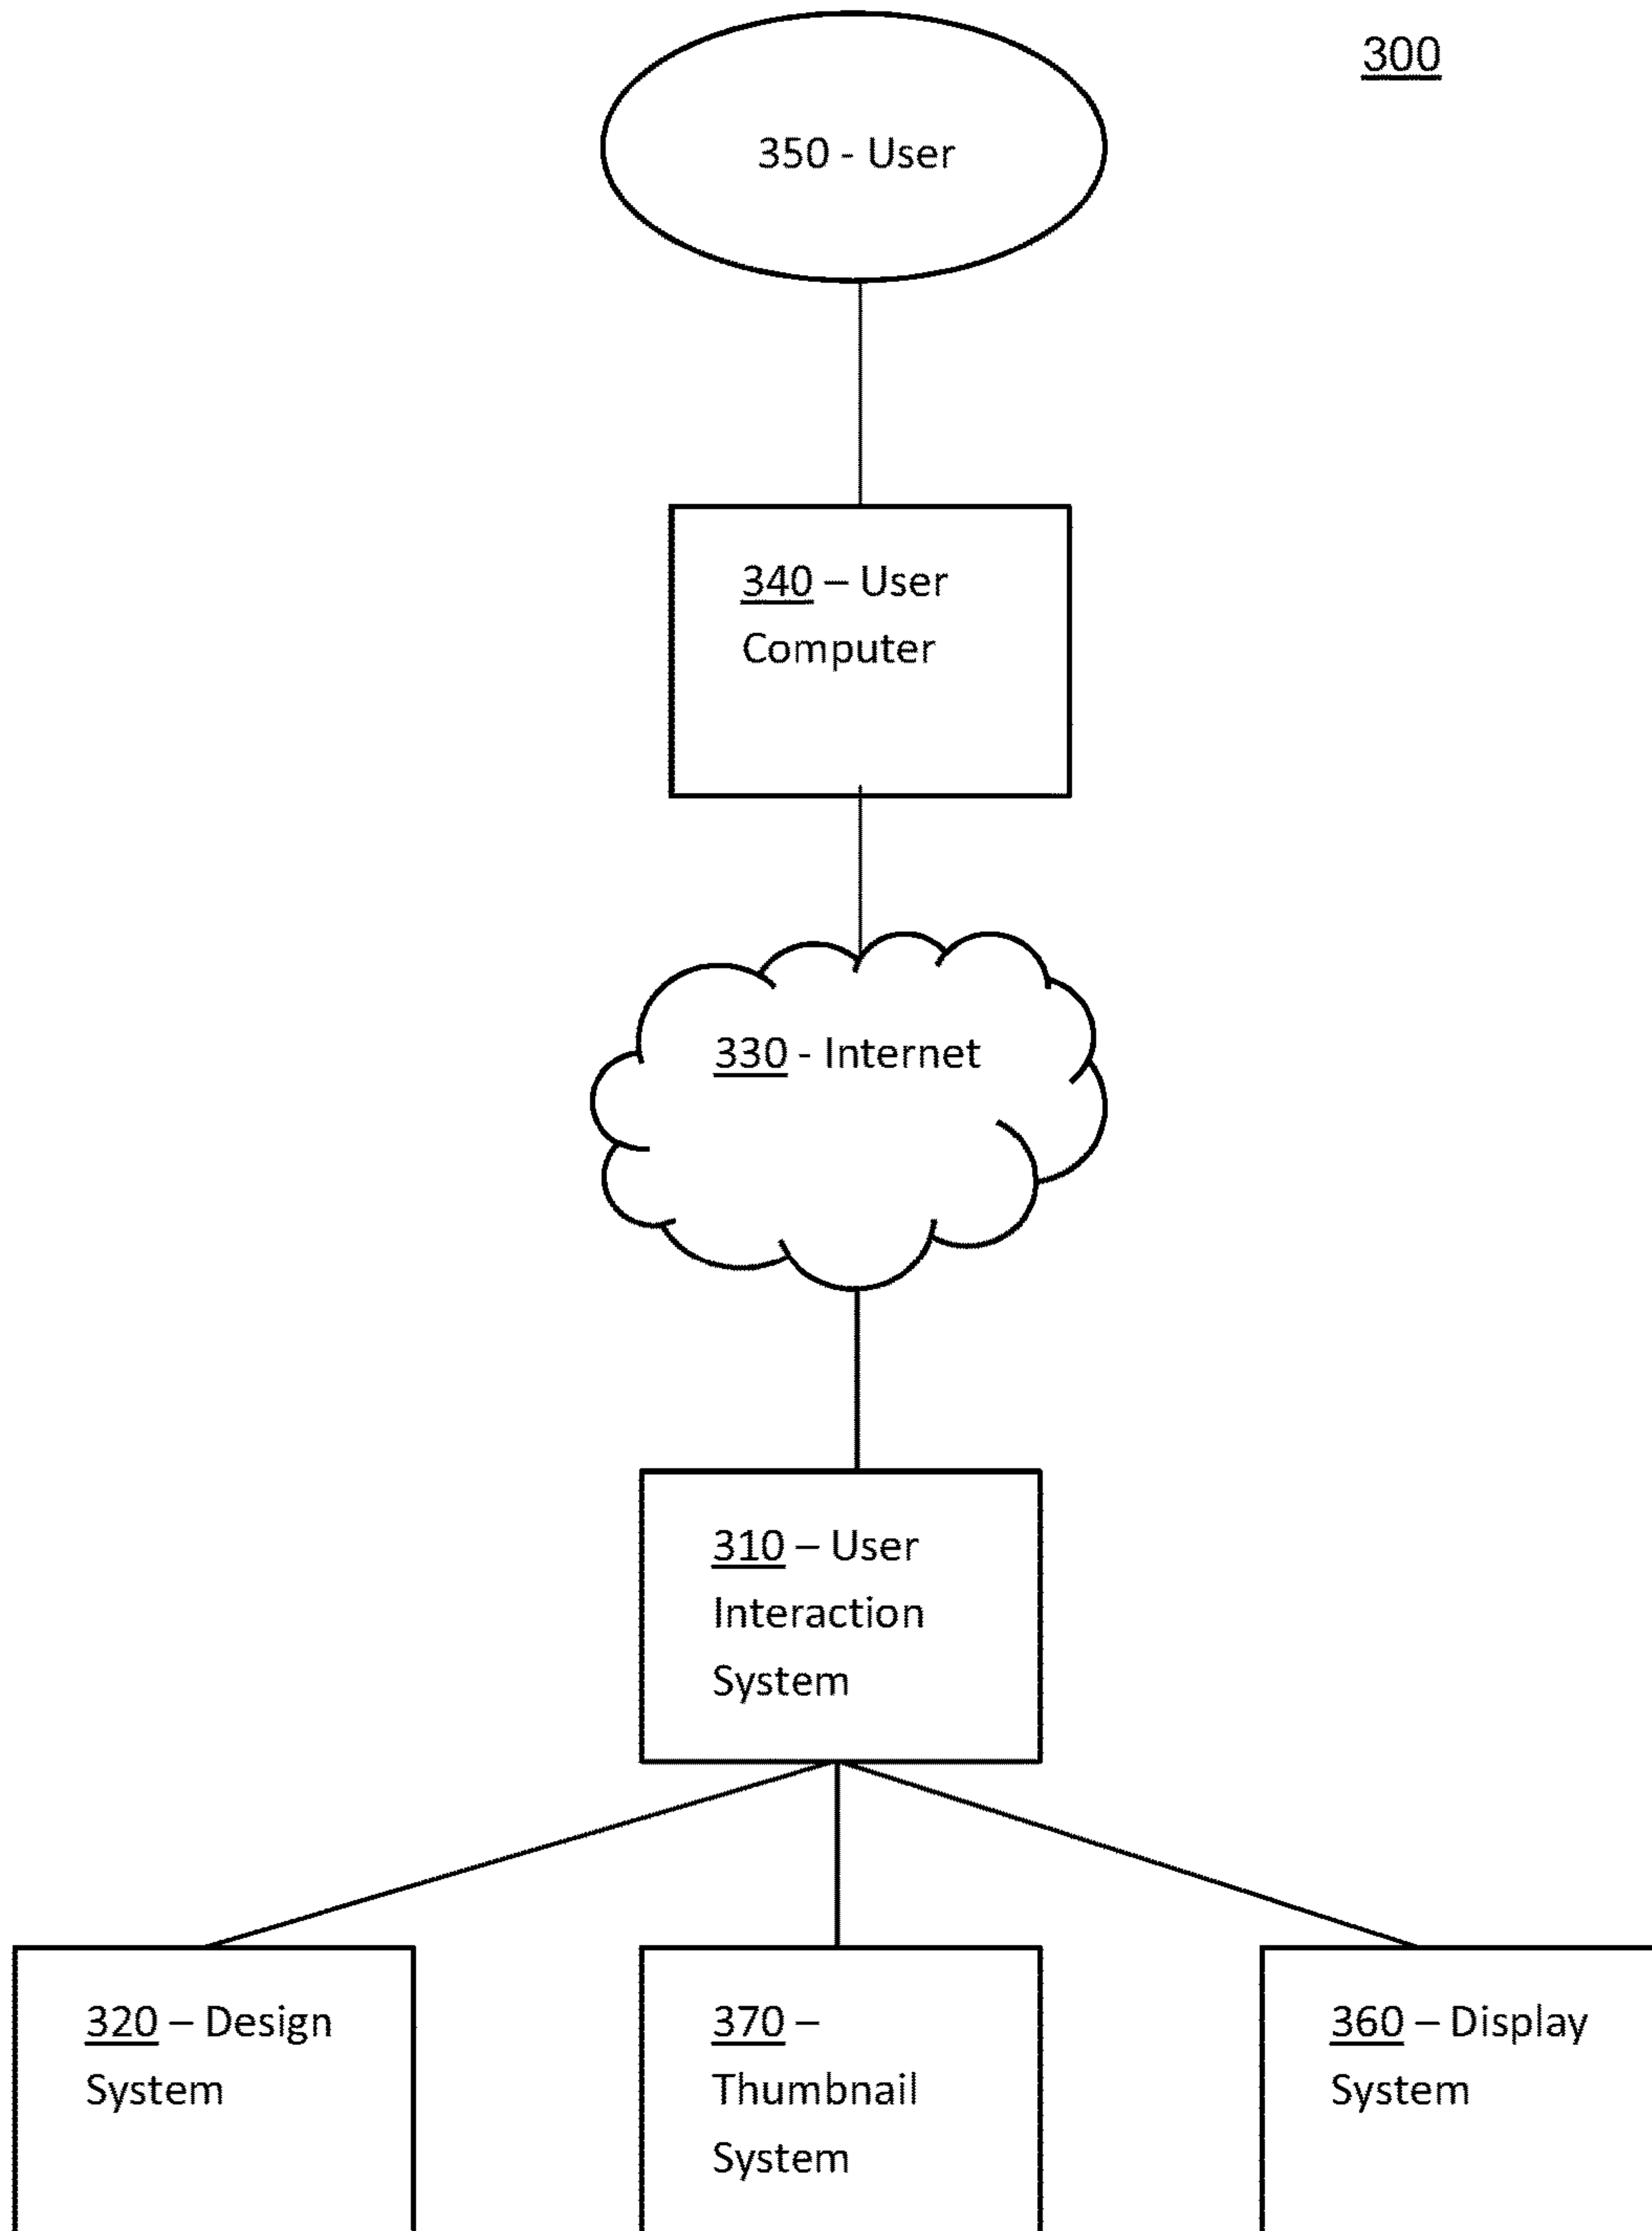 300
350 - User
340 – User
Computer
330 - Internet
310 – User
Interaction
System
320 – Design
System
370 –
Thumbnail
System
360 – Display
System